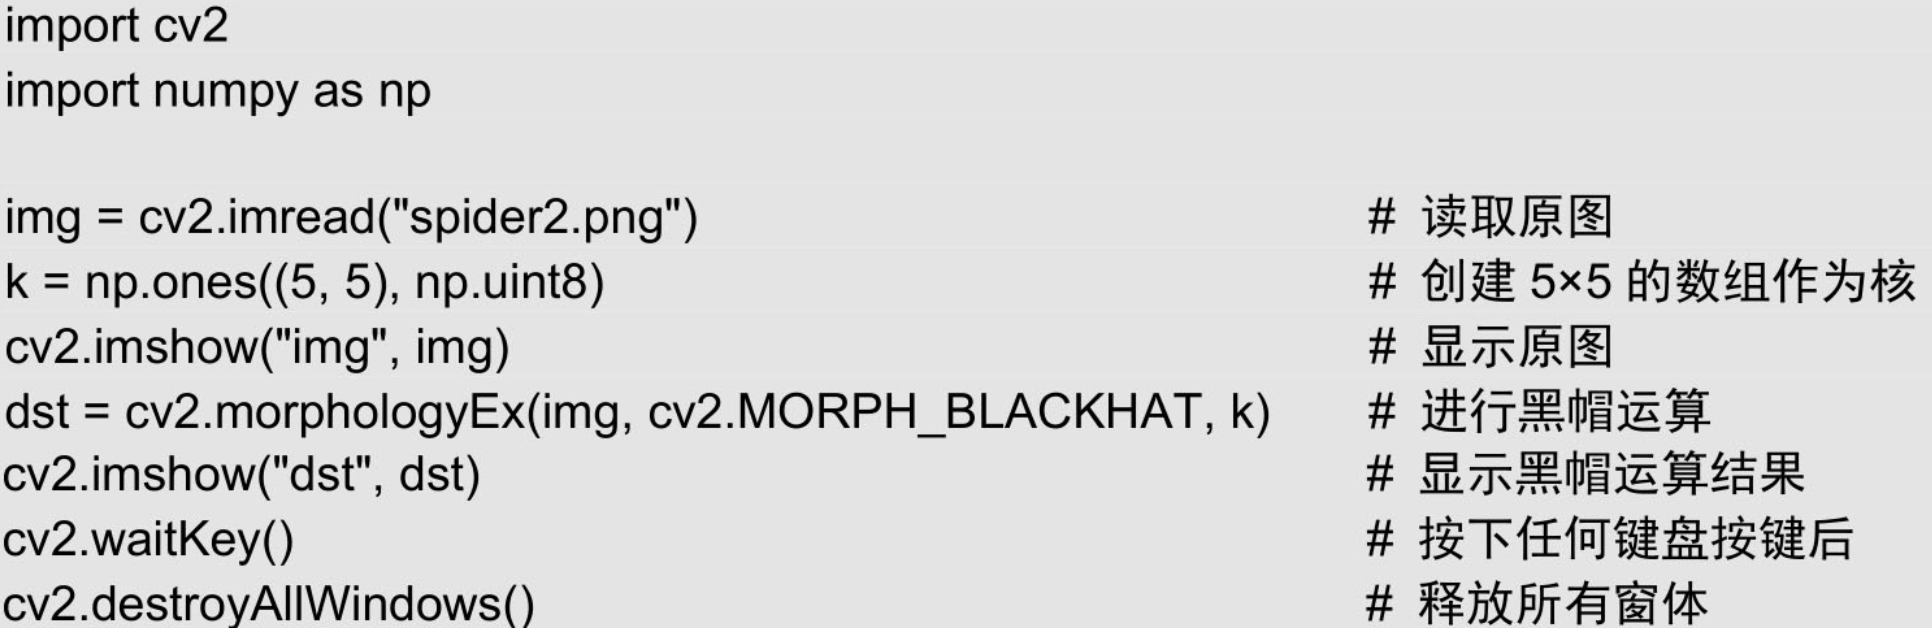 import cv2
import numpy as np
img = cv2.imread("spider2.png") # 读取原图
k = np.ones((5, 5), np.uint8) # 创建 5×5 的数组作为核
cv2.imshow("img", img) # 显示原图
dst = cv2.morphologyEx(img, cv2.MORPH_BLACKHAT, k) # 进行黑帽运算
cv2.imshow("dst", dst) # 显示黑帽运算结果
cv2.waitKey() # 按下任何键盘按键后
cv2.destroyAllWindows() # 释放所有窗体